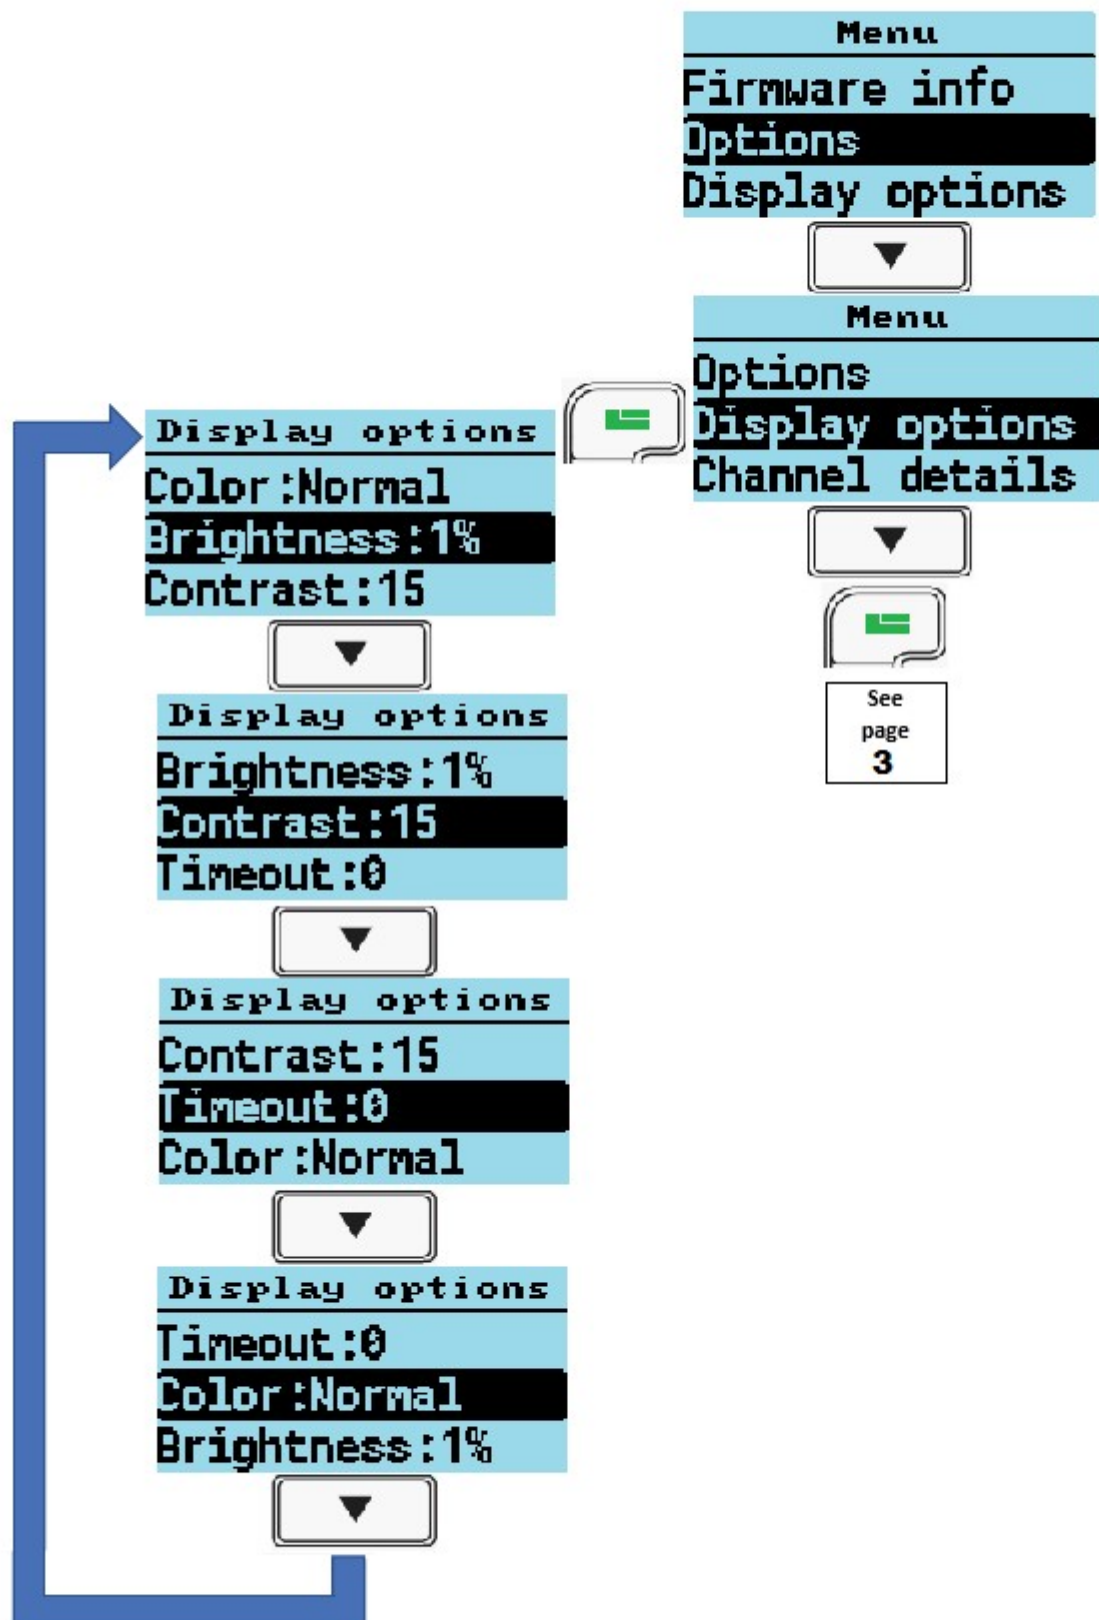 Menu
Firmware info
Options
Display options
Menu
Options
Display options
Channel details
See
page
3
Display options
Color:Normal
Brightness:1%
Contrast:15
Display options
Brightness:1%
Contrast:15
Timeout:0
Display options
Contrast:15
Timeout:0
Color:Normal
Display options
Timeout:0
Color:Normal
Brightness:1%